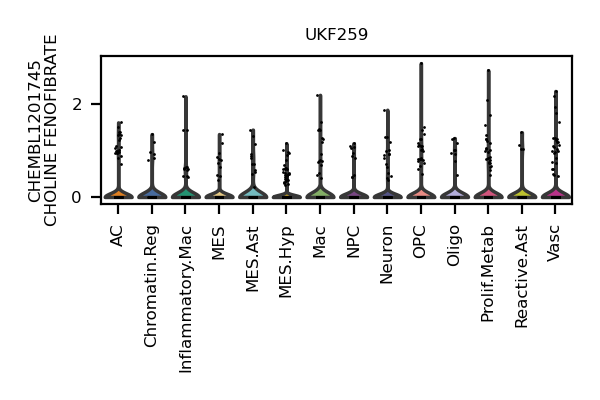 UKF259
CHEMBL1201745
CHOLINE FENOFIBRATE
2
0
AC
Chromatin.Reg
Inflammatory.Mac
MES
MES.Ast
MES.Hyp
Mac
NPC
Neuron
OPC
Oligo
Prolif.Metab
Reactive.Ast
Vasc